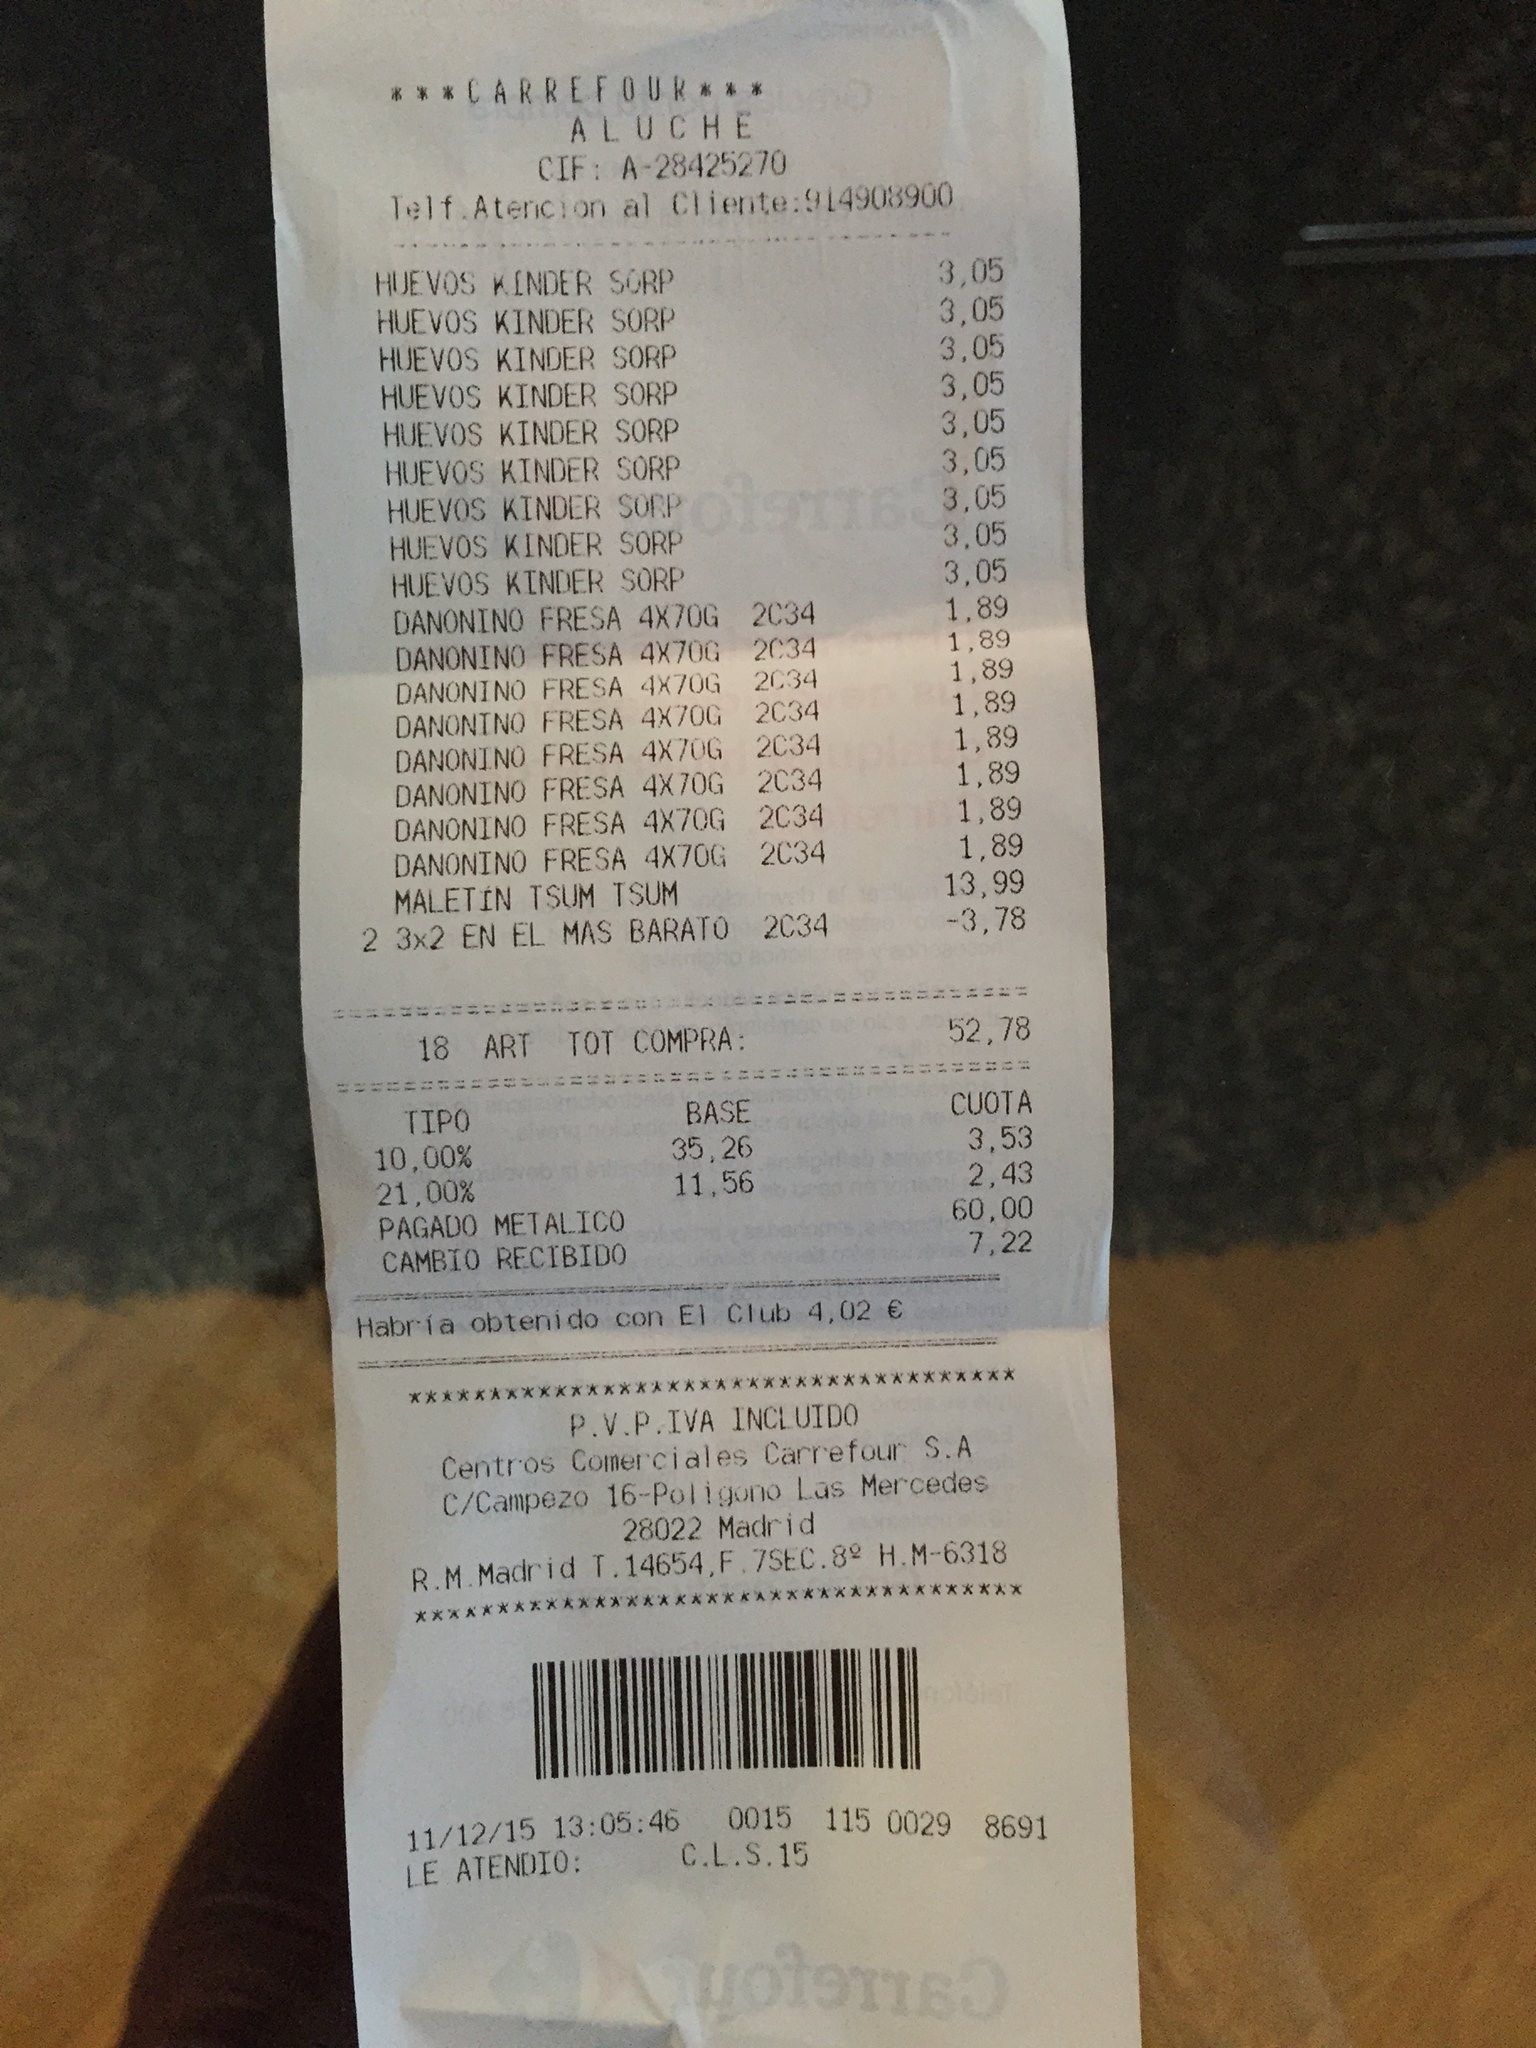 ***CARREFOUR***
ALUCHE
CIF: A-28425270
Telf.Atencion al Cliente:914908900
HUEVOS KINDER SORP 3,05
HUEVOS KINDER SORP 3,05
HUEVOS KINDER SORP 3,05
HUEVOS KINDER SORP 3,05
HUEVOS KINDER SORP 3,05
HUEVOS KINDER SORP 3,05
HUEVOS KINDER SORP 3,05
HUEVOS KINDER SORP 3,05
HUEVOS KINDER SORP 3,05
DANONINO FRESA 4X70G 2C34 1,89
DANONINO FRESA 4X70G 2C34 1,89
DANONINO FRESA 4X70G 2C34 1,89
DANONINO FRESA 4X70G 2C34 1,89
DANONINO FRESA 4X70G 2C34 1,89
DANONINO FRESA 4X70G 2C34 1,89
DANONINO FRESA 4X70G 2C34 1,89
DANONINO FRESA 4X70G 2C34 1,89
MALETÍN TSUM TSUM 13,99
2 3x2 EN EL MAS BARATO 2C34 -3,78
18 ART TOT COMPRA: 52,78
TIPO BASE CUOTA
10,00% 35,26 3,53
21,00% 11,56 2,43
PAGADO METALICO 60,00
CAMBIO RECIBIDO 7,22
Habría obtenido con El Club 4,02 €
*************************************
P.V.P.IVA INCLUIDO
Centros Comerciales Carrefour S.A
C/Campezo 16-Poligono Las Mercedes
28022 Madrid
R.M.Madrid T.14654,F.7SEC.8º H.M-6318
*************************************
11/12/15 13:05:46 0015 115 0029 8691
LE ATENDIO: C.L.S.15
Carrefour